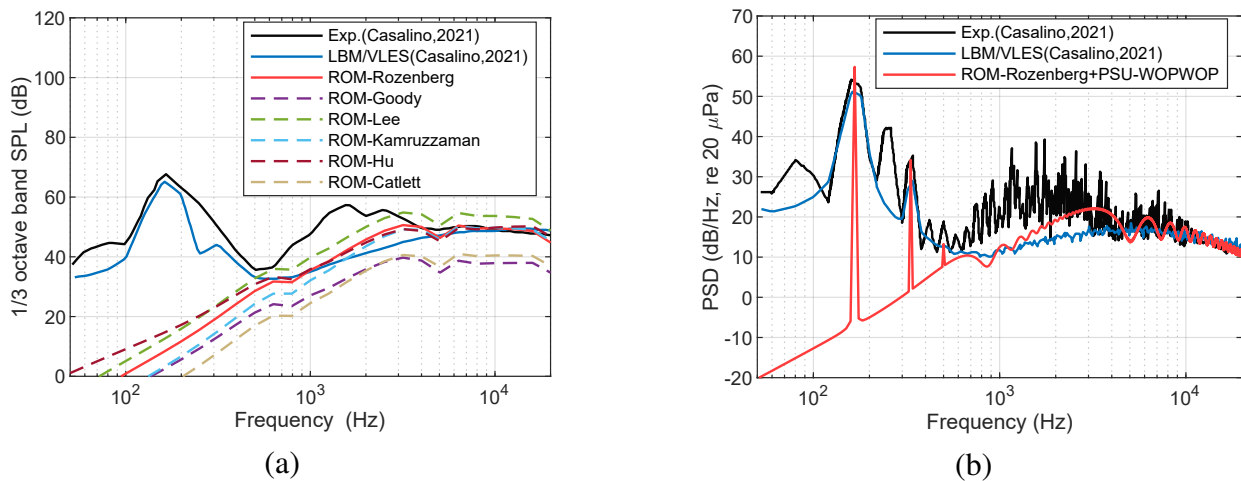 120
100
80
60
40
20
0
1/3 octave band SPL (dB)
Exp.(Casalino,2021)
LBM/VLES(Casalino,2021)
ROM-Rozenberg
ROM-Goody
ROM-Lee
ROM-Kamruzzaman
ROM-Hu
ROM-Catlett
10² 10³ 10⁴
Frequency (Hz)
(a)
70
60
50
40
30
20
10
0
-10
-20
PSD (dB/Hz, re 20 μPa)
Exp.(Casalino,2021)
LBM/VLES(Casalino,2021)
ROM-Rozenberg+PSU-WOPWOP
10² 10³ 10⁴
Frequency (Hz)
(b)